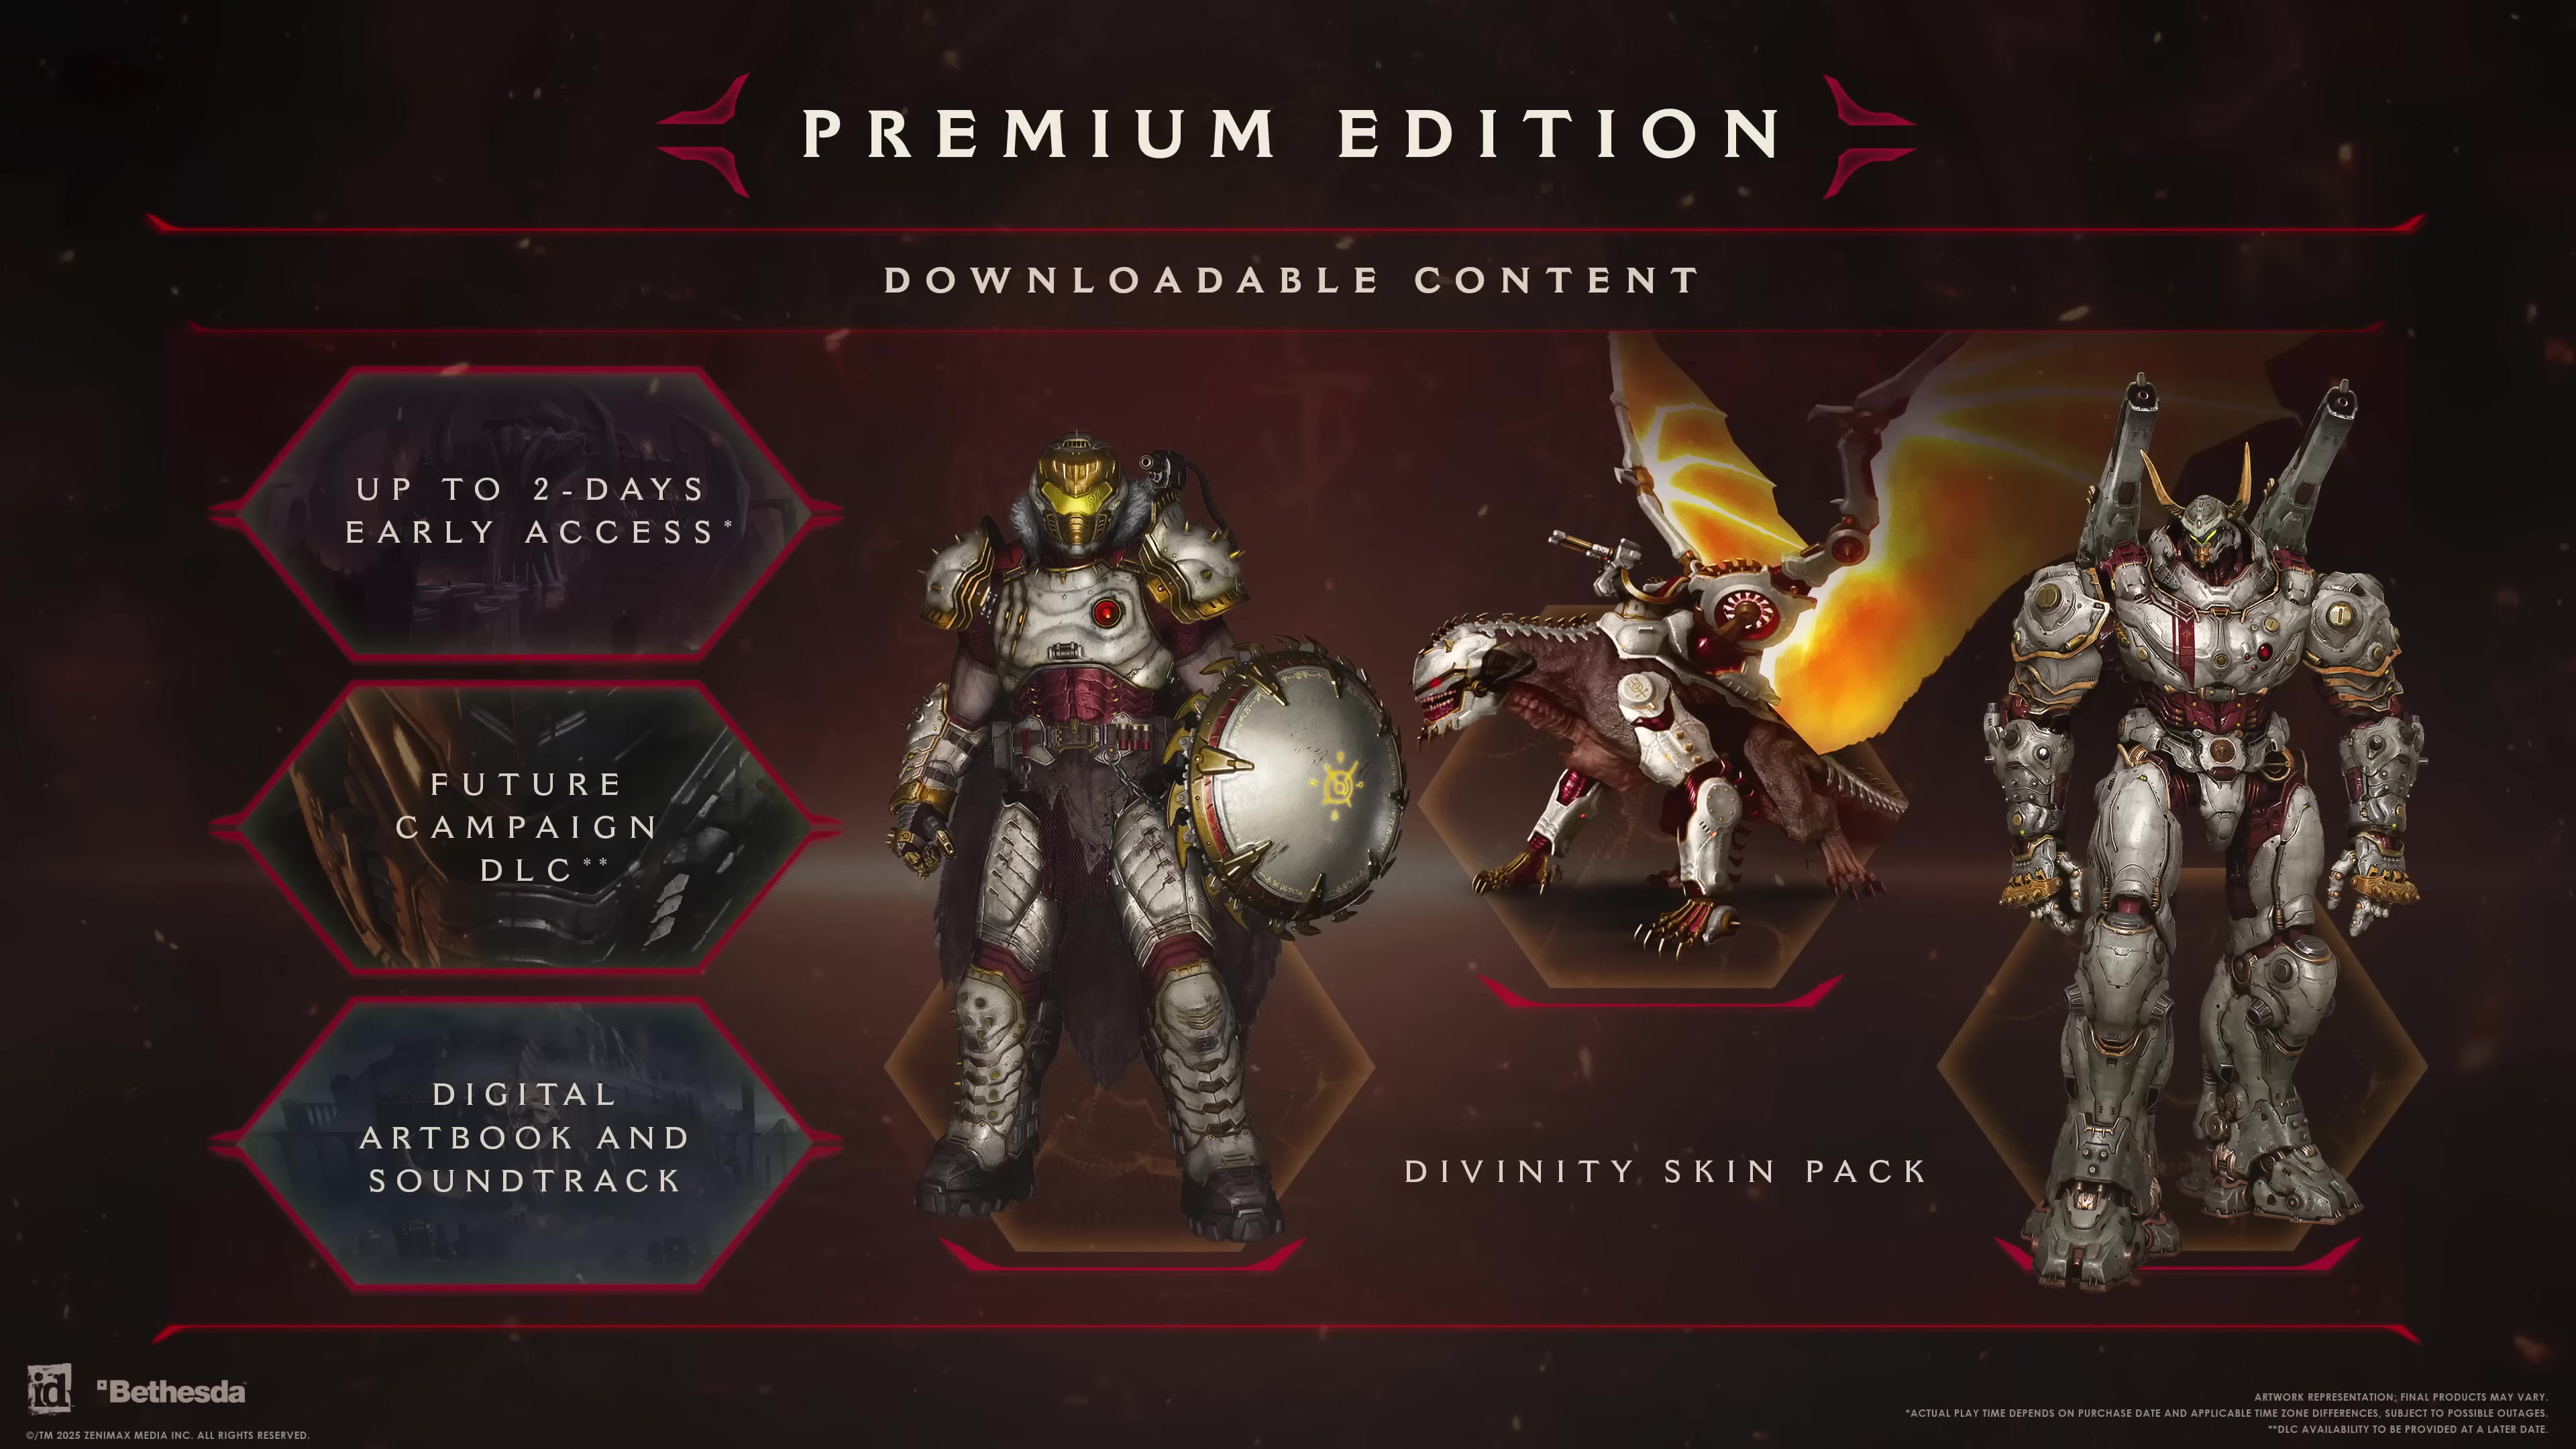 PREMIUM EDITION
DOWNLOADABLE CONTENT
UP TO 2-DAYS
EARLY ACCESS*
FUTURE
CAMPAIGN
DLC**
DIGITAL
ARTBOOK AND
SOUNDTRACK
DIVINITY SKIN PACK
id
Bethesda
©/TM 2025 ZENIMAX MEDIA INC. ALL RIGHTS RESERVED.
ARTWORK REPRESENTATION; FINAL PRODUCTS MAY VARY.
*ACTUAL PLAY TIME DEPENDS ON PURCHASE DATE AND APPLICABLE TIME ZONE DIFFERENCES, SUBJECT TO POSSIBLE OUTAGES.
**DLC AVAILABILITY TO BE PROVIDED AT A LATER DATE.